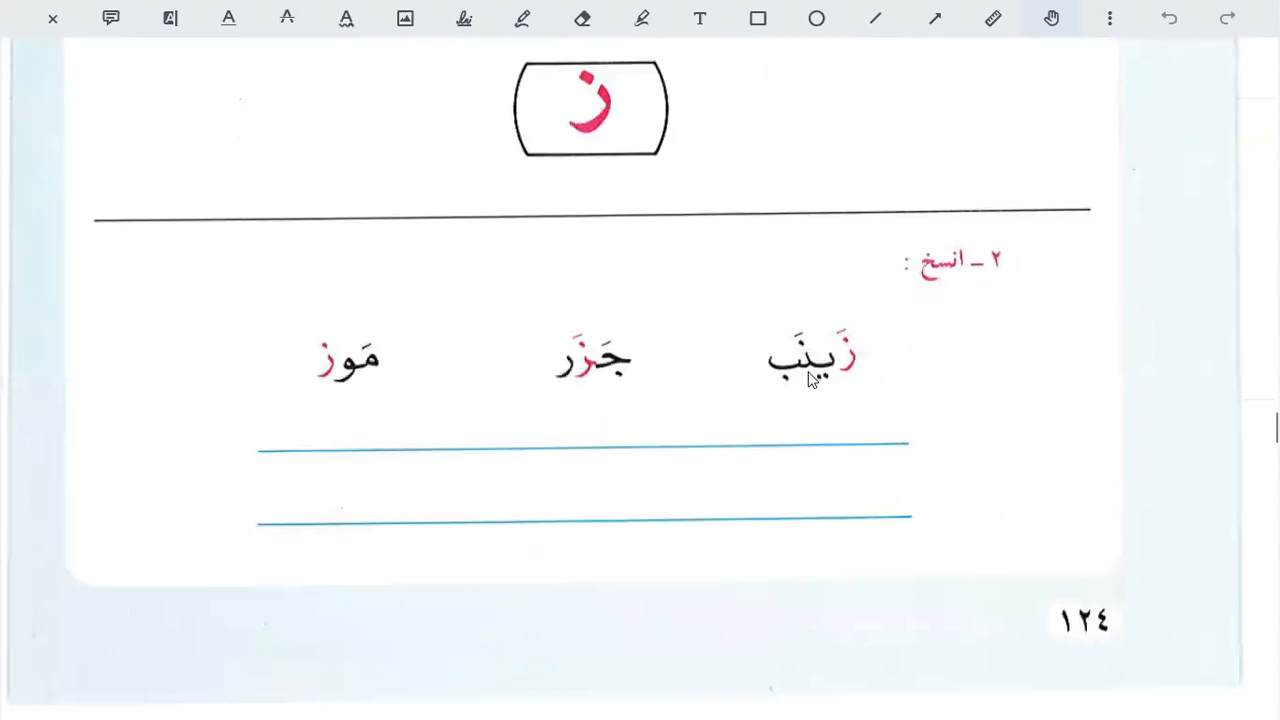 ز
٢ - انسخ :
زَينَب جَزَر مَوز
١٢٤